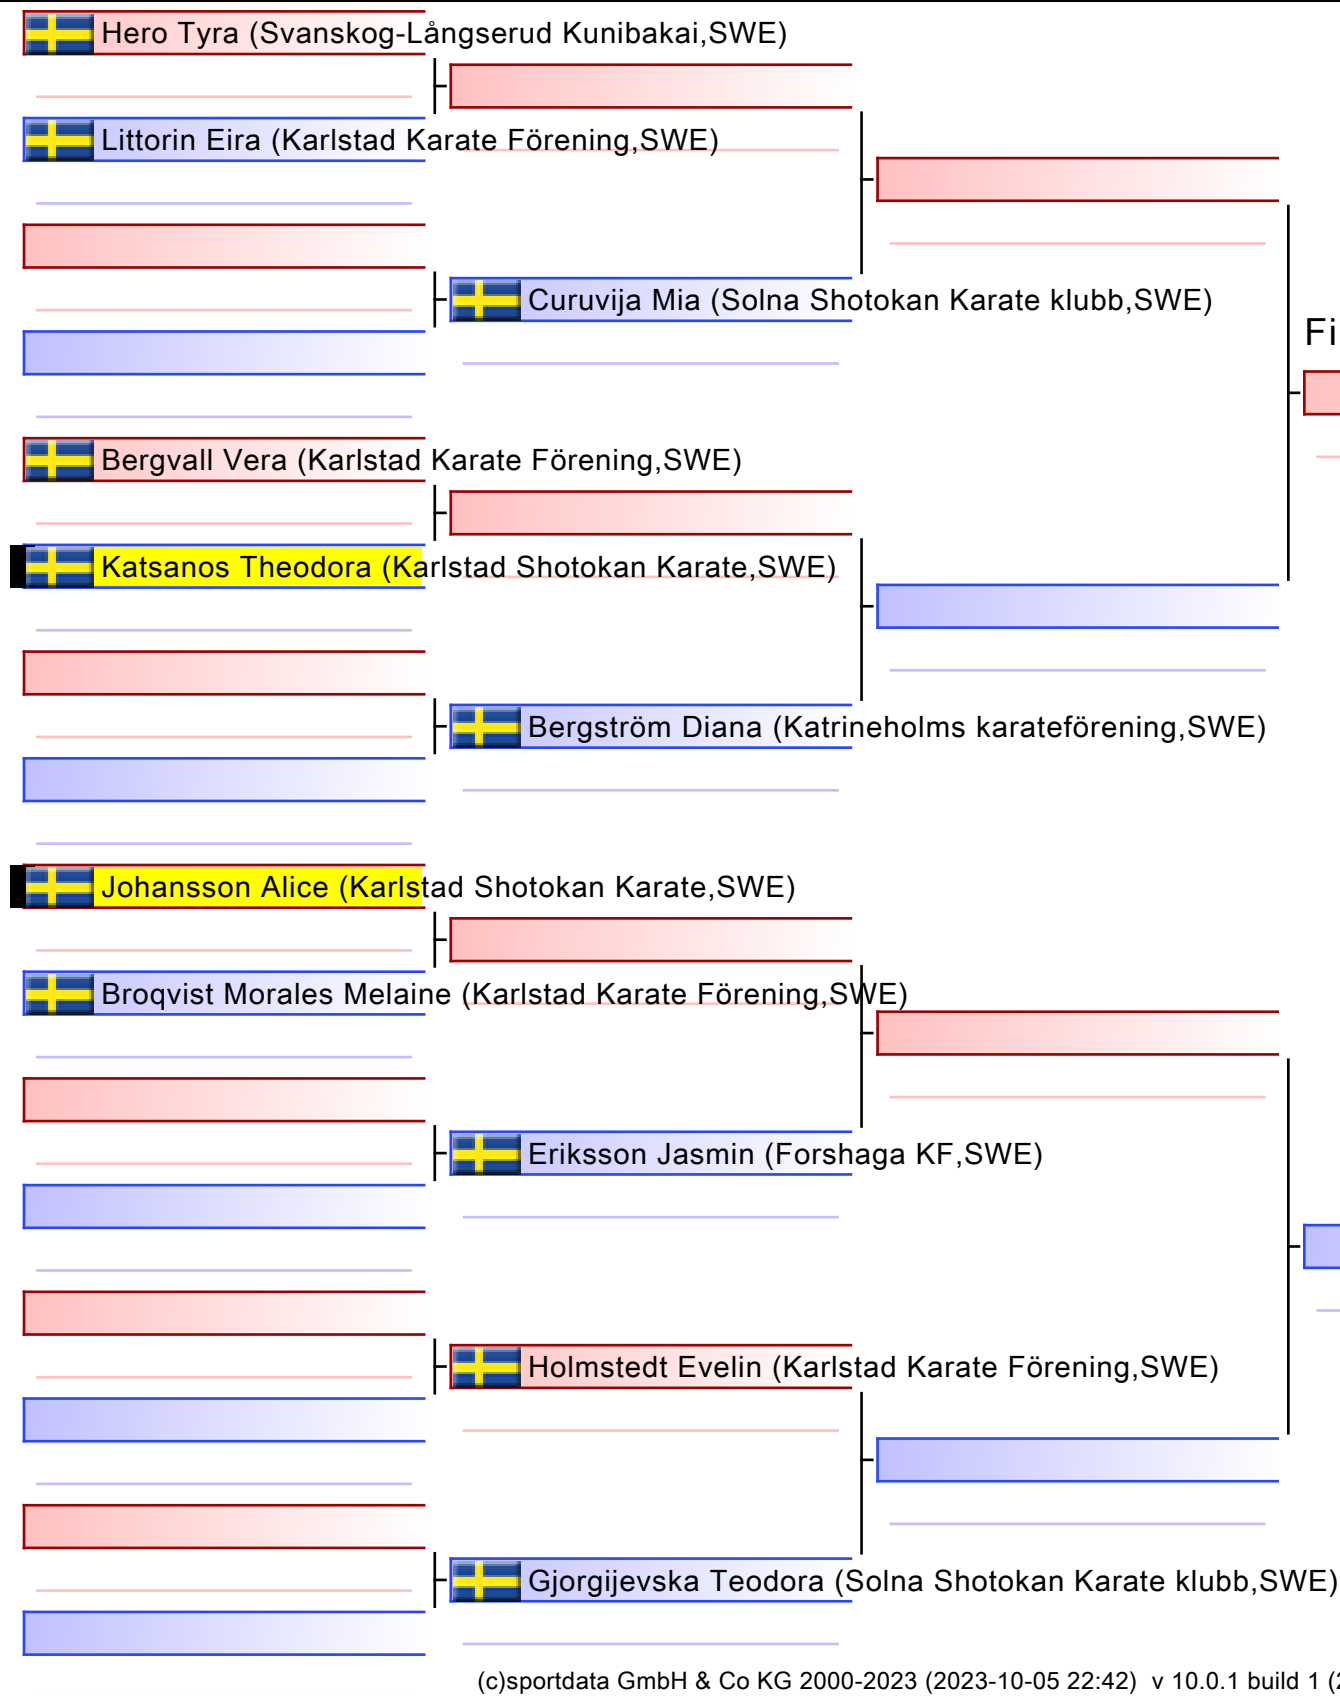 Hero Tyra (Svanskog-Långserud Kunibakai,SWE)
Littorin Eira (Karlstad Karate Förening,SWE)
Curuvija Mia (Solna Shotokan Karate klubb,SWE)
Fi
Bergvall Vera (Karlstad Karate Förening,SWE)
Katsanos Theodora (Karlstad Shotokan Karate,SWE)
Bergström Diana (Katrineholms karateförening,SWE)
Johansson Alice (Karlstad Shotokan Karate,SWE)
Broqvist Morales Melaine (Karlstad Karate Förening,SWE)
Eriksson Jasmin (Forshaga KF,SWE)
Holmstedt Evelin (Karlstad Karate Förening,SWE)
Gjorgijevska Teodora (Solna Shotokan Karate klubb,SWE)
(c)sportdata GmbH & Co KG 2000-2023 (2023-10-05 22:42) v 10.0.1 build 1 (